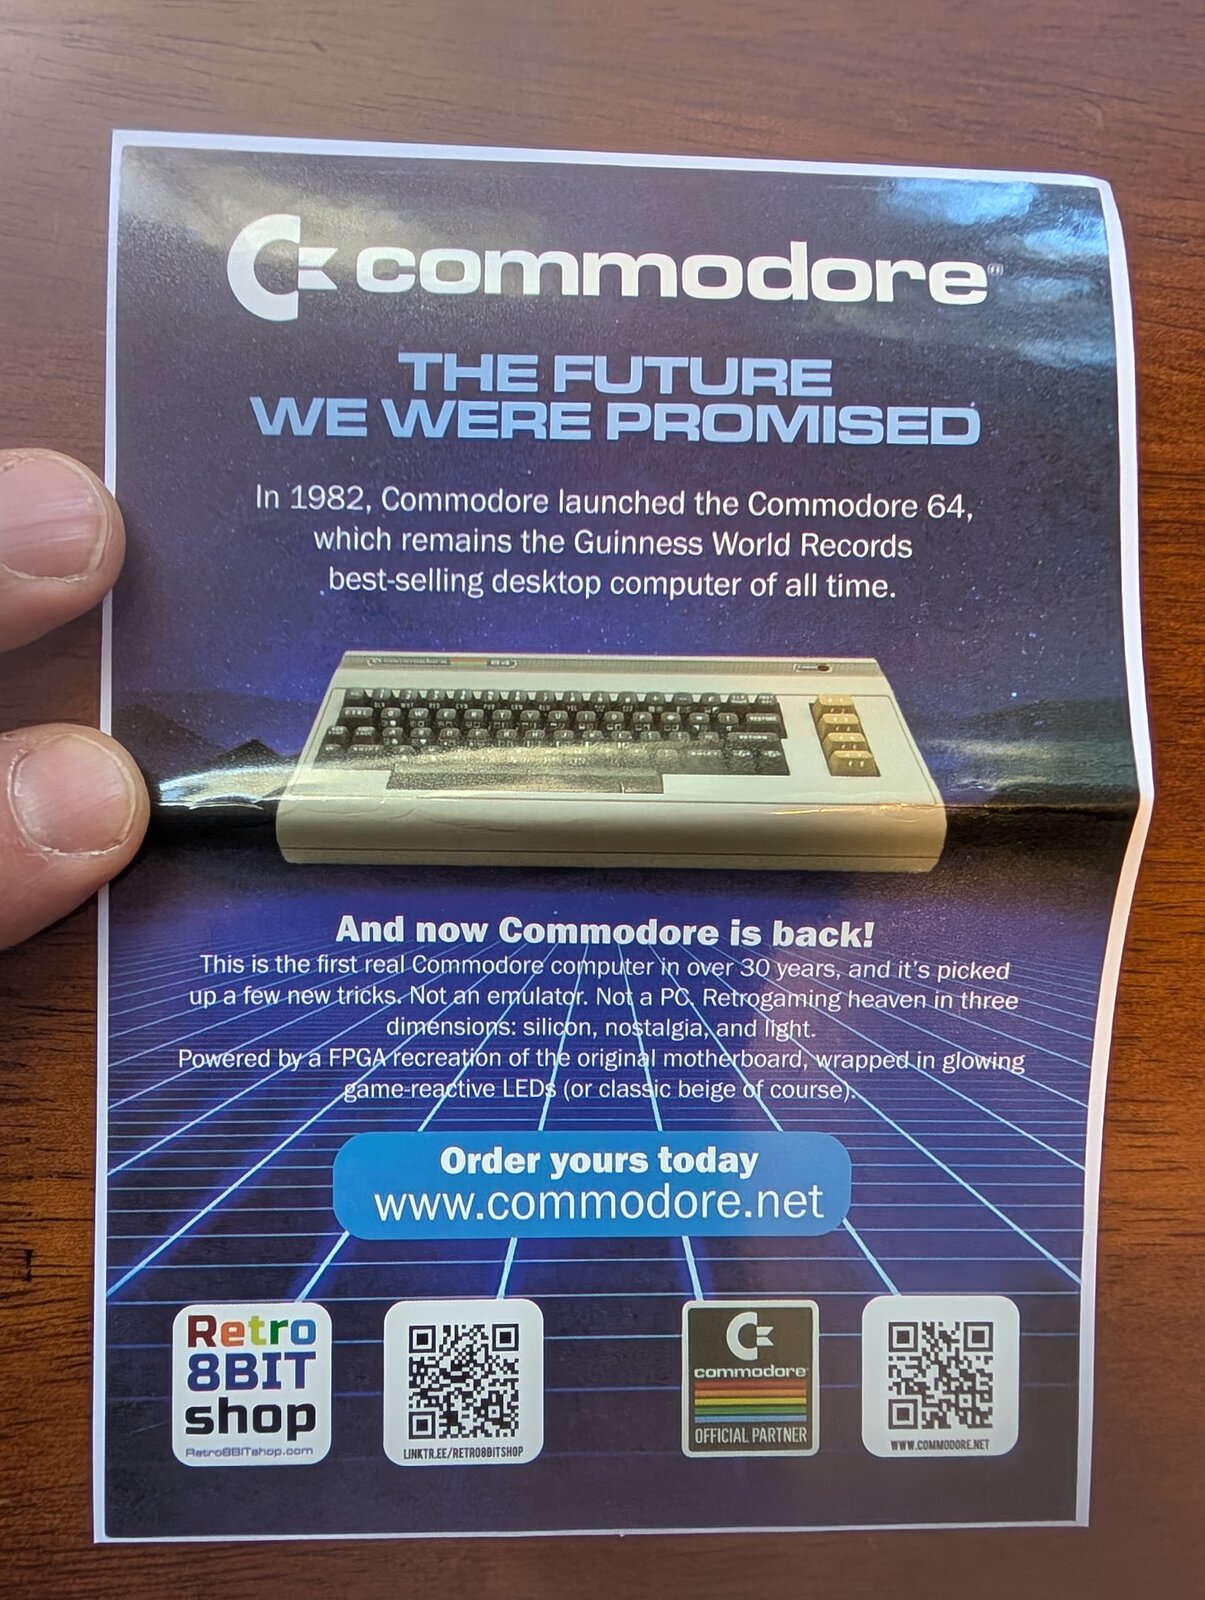 commodore
THE FUTURE
WE WERE PROMISED
In 1982, Commodore launched the Commodore 64,
which remains the Guinness World Records
best-selling desktop computer of all time.
commodore 64
And now Commodore is back!
This is the first real Commodore computer in over 30 years, and it's picked
up a few new tricks. Not an emulator. Not a PC. Retrogaming heaven in three
dimensions: silicon, nostalgia, and light.
Powered by a FPGA recreation of the original motherboard, wrapped in glowing
game-reactive LEDs (or classic beige of course).
Order yours today
www.commodore.net
Retro
8BIT
shop
Retro8BITshop.com
LINKTR.EE/RETRO8BITSHOP
commodore
OFFICIAL PARTNER
WWW.COMMODORE.NET